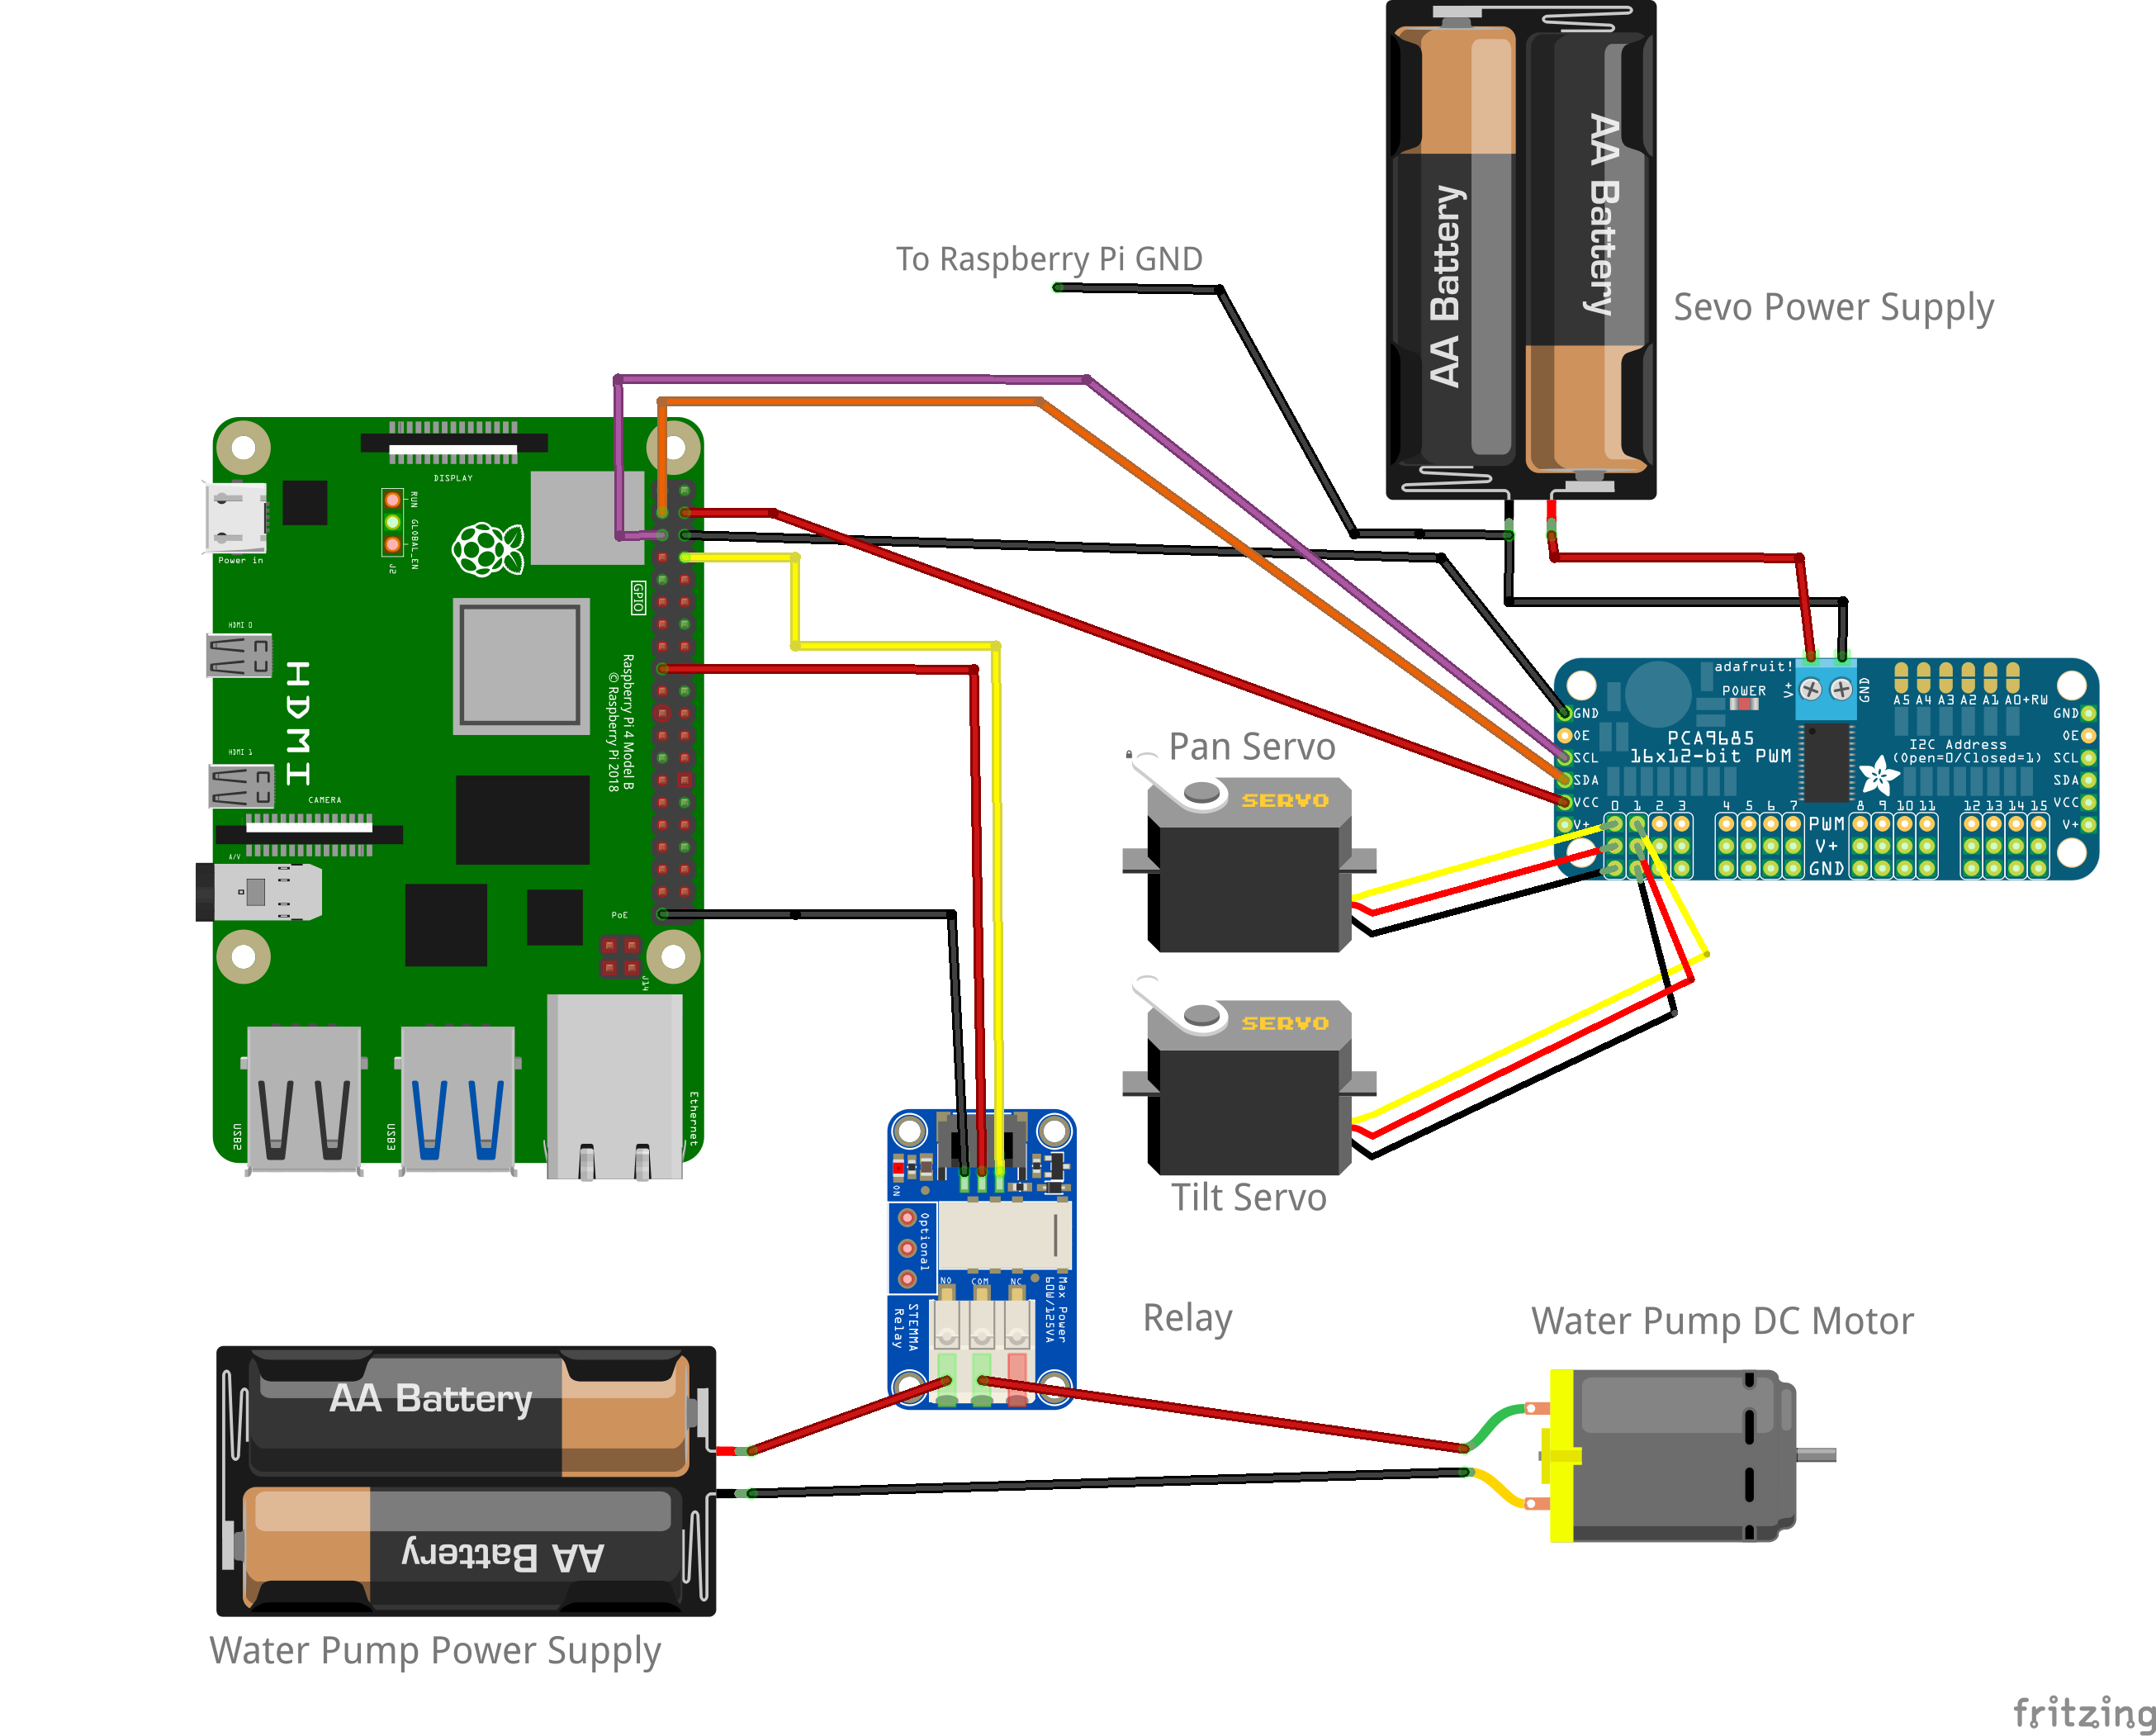 AA Battery
AA Battery
To Raspberry Pi GND
Sevo Power Supply
DISPLAY
RUN
GLOBAL_EN
J2
Power in
GPIO
HDMI 0
HDMI
Raspberry Pi 4 Model B
© Raspberry Pi 2018
HDMI 1
CAMERA
A/V
PoE
J14
USB2
USB3
Ethernet
adafruit!
V+
GND
POWER
A5 A4 A3 A2 A1 A0+RW
GND
OE
SCL
SDA
VCC
V+
PCA9685
16x12-bit PWM
I2C Address
(Open=0/Closed=1)
GND
OE
SCL
SDA
VCC
V+
0 1 2 3 4 5 6 7 8 9 10 11 12 13 14 15
PWM
V+
GND
Pan Servo
SERVO
SERVO
Tilt Servo
ON
Optional
NO COM NC
Max Power
60W/125VA
STEMMA
Relay
Relay
Water Pump DC Motor
AA Battery
AA Battery
Water Pump Power Supply
fritzing